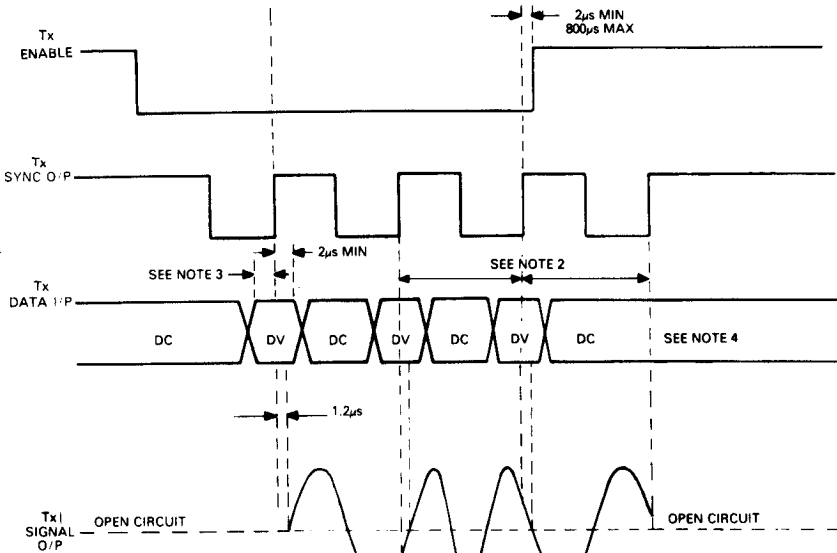 Tx
ENABLE
2µs MIN
800µs MAX
Tx
SYNC O/P
2µs MIN
SEE NOTE 3
SEE NOTE 2
Tx
DATA I/P
DC
DV
DC
DV
DC
DV
DC
SEE NOTE 4
1.2µs
Tx
SIGNAL
O/P
OPEN CIRCUIT
OPEN CIRCUIT